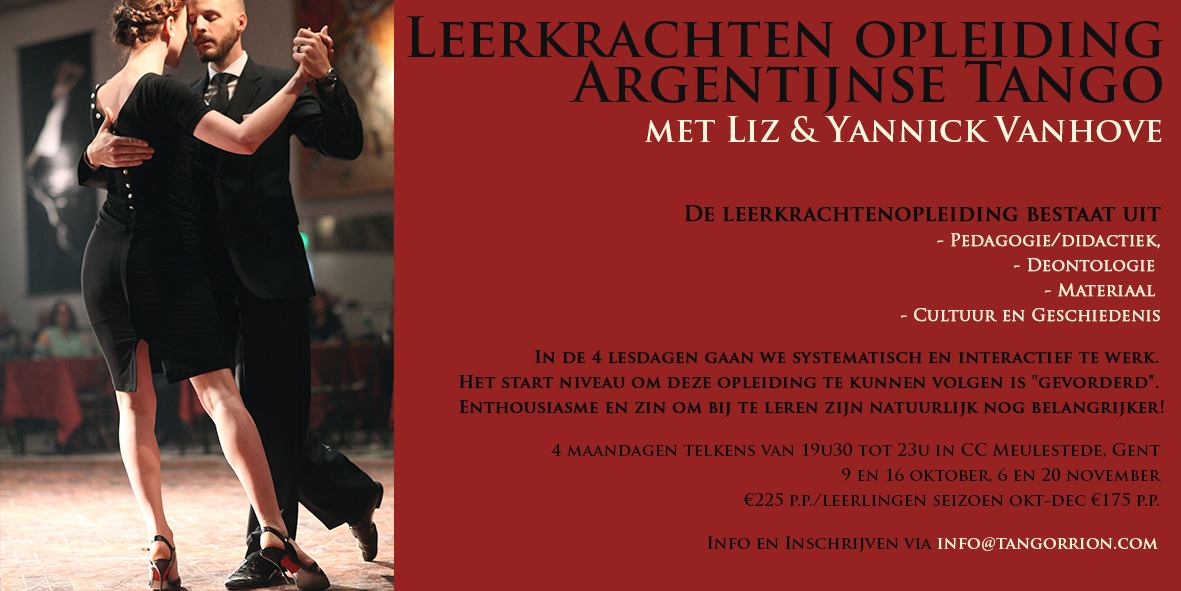 Leerkrachten opleiding
Argentijnse Tango
met Liz & Yannick Vanhove
De leerkrachtenopleiding bestaat uit
- Pedagogie/didactiek,
- Deontologie
- Materiaal
- Cultuur en Geschiedenis
In de 4 lesdagen gaan we systematisch en interactief te werk.
Het start niveau om deze opleiding te kunnen volgen is "gevorderd".
Enthousiasme en zin om bij te leren zijn natuurlijk nog belangrijker!
4 maandagen telkens van 19u30 tot 23u in CC Meulestede, Gent
9 en 16 oktober, 6 en 20 november
€225 p.p./leerlingen seizoen okt-dec €175 p.p.
Info en Inschrijven via info@tangorrion.com